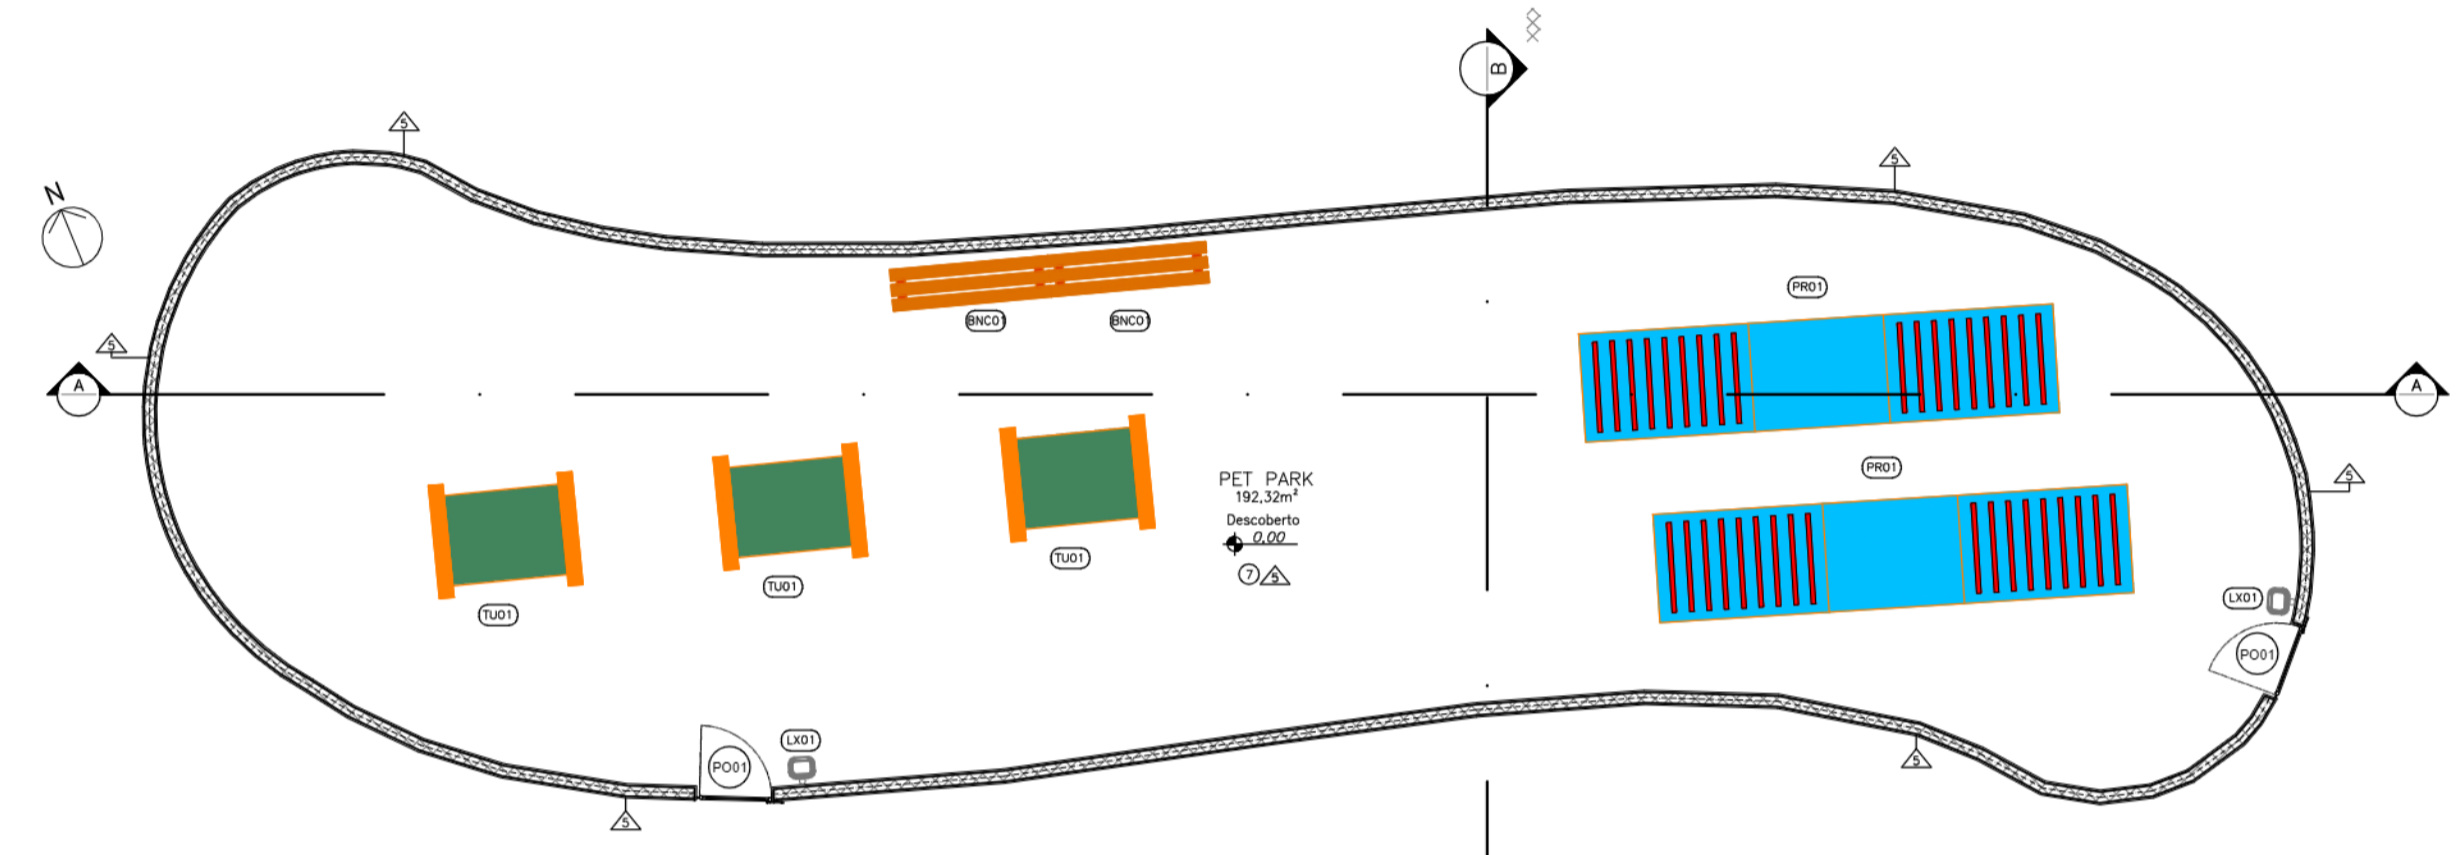 B
5
5
N
PR01
BNC01 BNC01
5
A
A
PR01
PET PARK
192,32m²
5
Descoberto
0,00
TU01
7 5
TU01
LX01
TU01
PO01
LX01
PO01
5
5